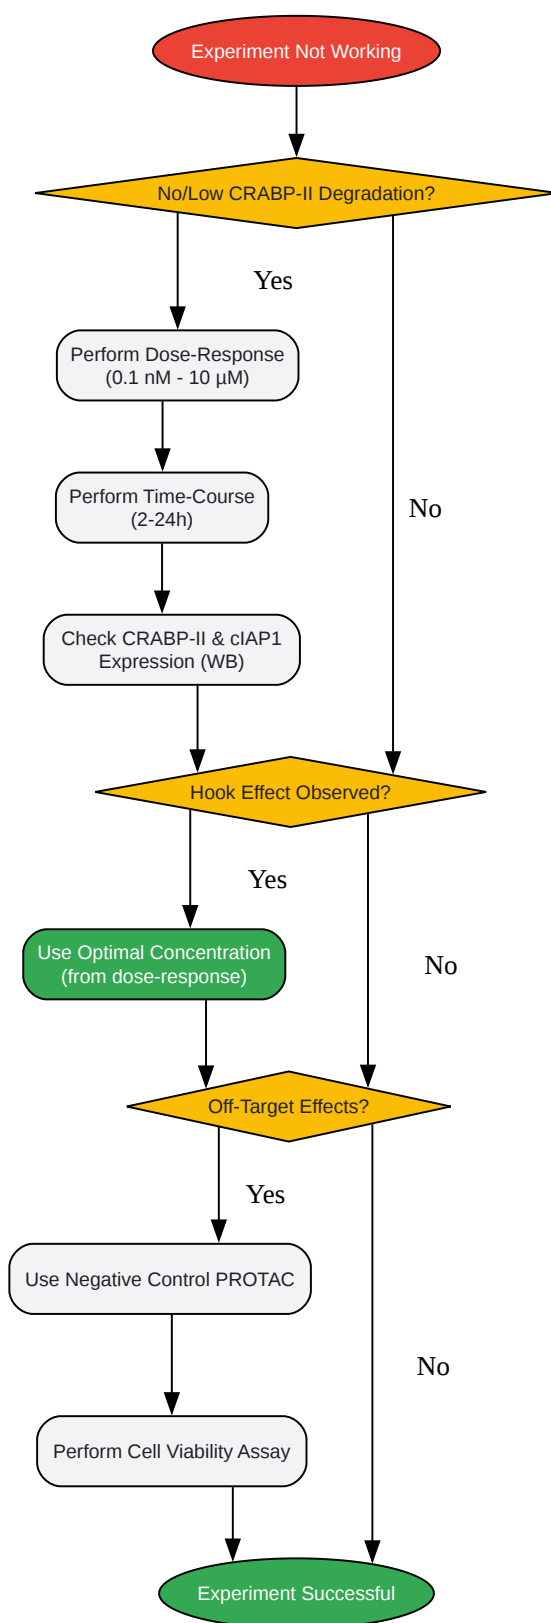 Experiment Not Working
No/Low CRABP-II Degradation?
Yes
Perform Dose-Response
(0.1 nM - 10 µM)
Perform Time-Course
(2-24h)
No
Check CRABP-II & cIAP1
Expression (WB)
Hook Effect Observed?
Yes
Use Optimal Concentration
(from dose-response)
No
Off-Target Effects?
Yes
Use Negative Control PROTAC
No
Perform Cell Viability Assay
Experiment Successful